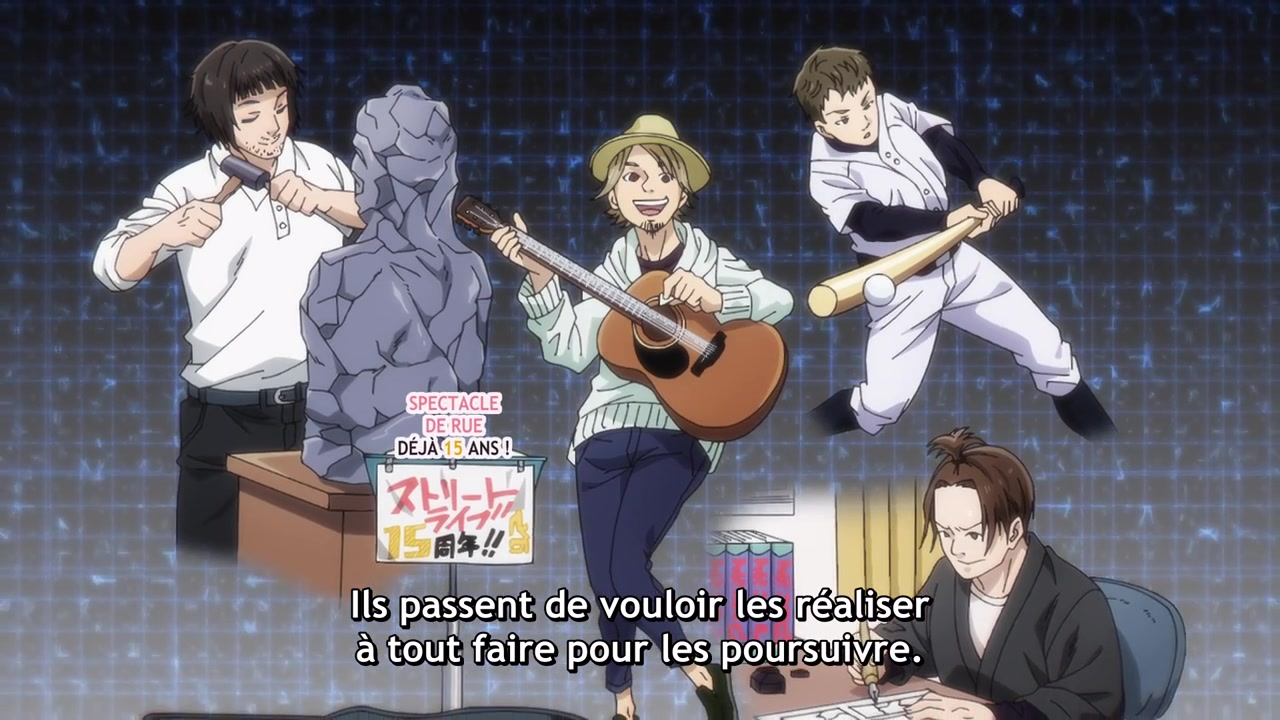 SPECTACLE
DE RUE
DÉJÀ 15 ANS !
ストリート
ライブ!!!
15周年!!
Ils passent de vouloir les réaliser
à tout faire pour les poursuivre.